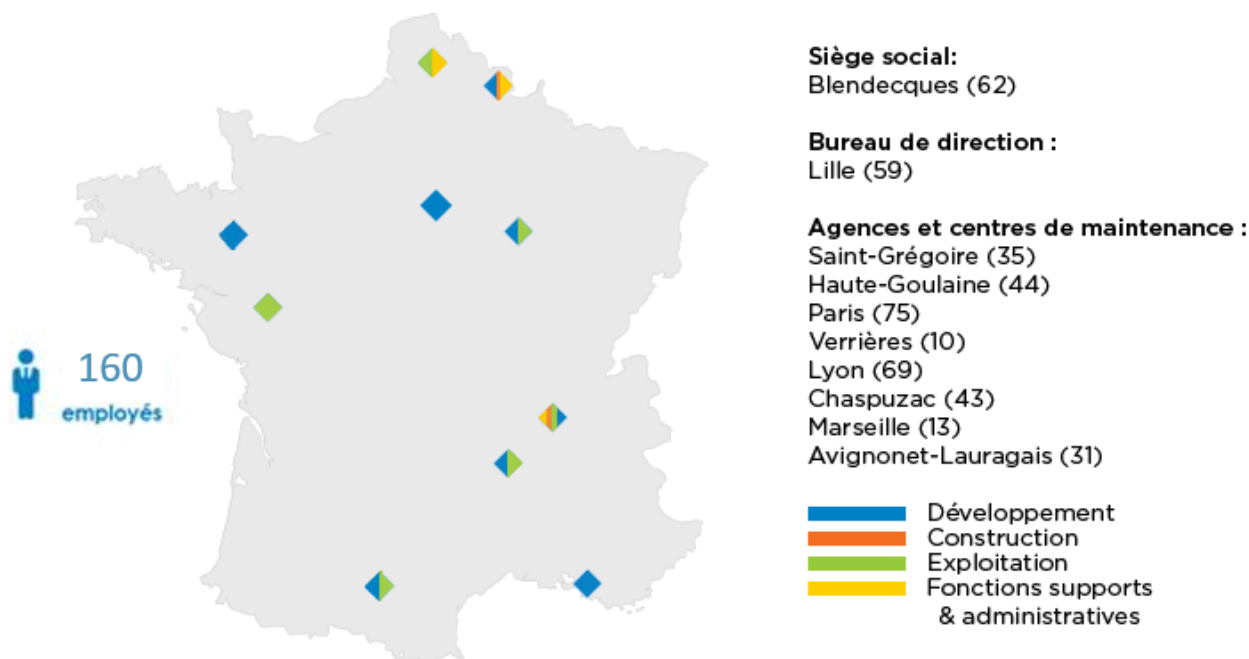 Siège social:
Blendecques (62)
Bureau de direction :
Lille (59)
Agences et centres de maintenance :
Saint-Grégoire (35)
Haute-Goulaine (44)
Paris (75)
Verrières (10)
Lyon (69)
Chaspuzac (43)
Marseille (13)
Avignonet-Lauragais (31)
160
employés
Développement
Construction
Exploitation
Fonctions supports
& administratives